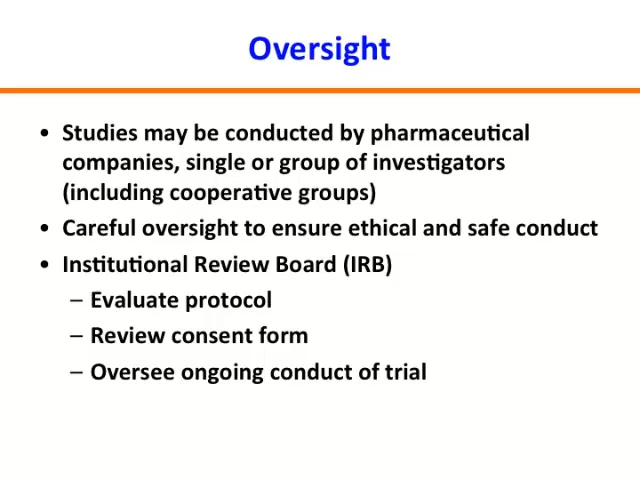 Oversight
• Studies may be conducted by pharmaceutical
companies, single or group of investigators
(including cooperative groups)
• Careful oversight to ensure ethical and safe conduct
• Institutional Review Board (IRB)
– Evaluate protocol
– Review consent form
– Oversee ongoing conduct of trial